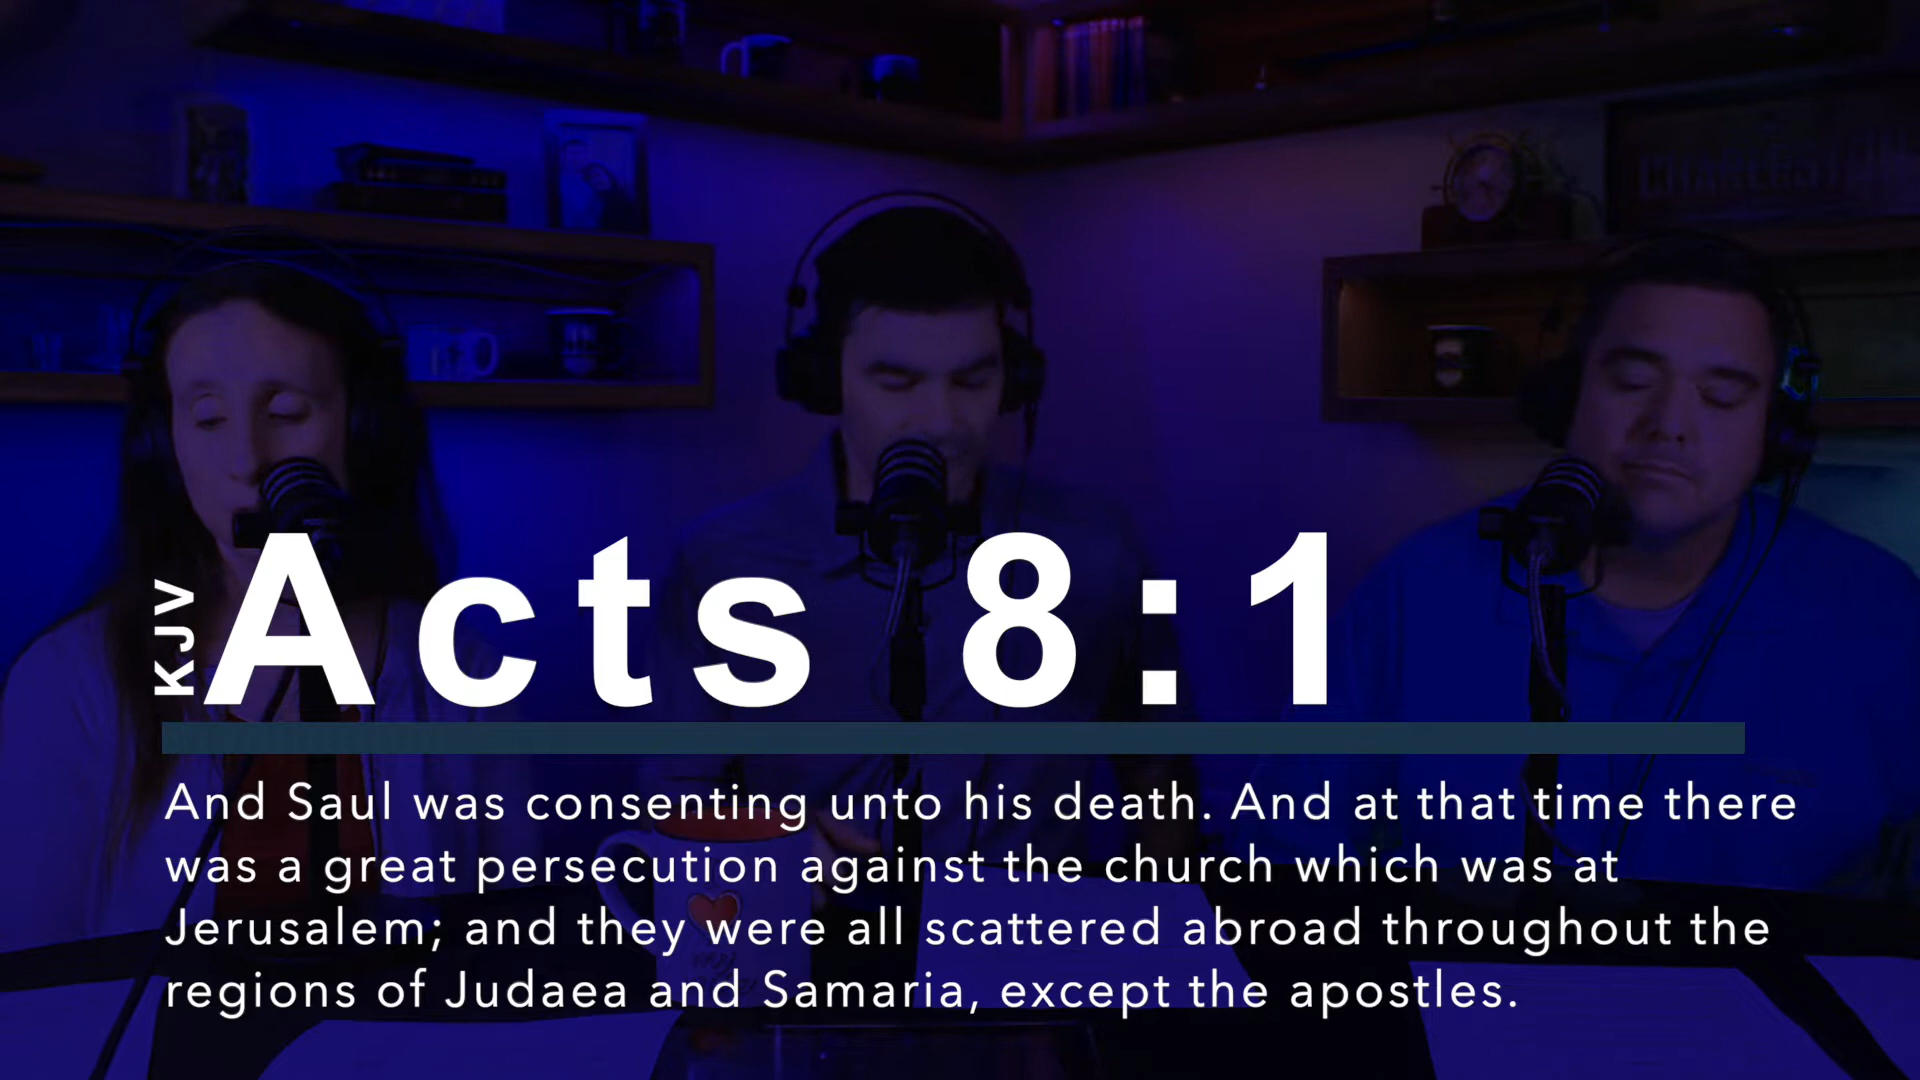 KJV
Acts 8:1
And Saul was consenting unto his death. And at that time there
was a great persecution against the church which was at
Jerusalem; and they were all scattered abroad throughout the
regions of Judaea and Samaria, except the apostles.